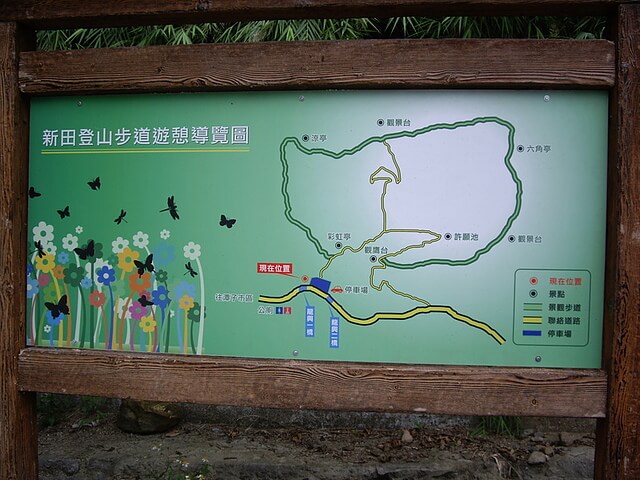 新田登山步道遊憩導覽圖
觀景台
涼亭
六角亭
彩虹亭
許願池
觀景台
觀鷹台
現在位置
停車場
往潭子市區
公廁
龍興一橋
龍興二橋
現在位置
景點
景觀步道
聯絡道路
停車場